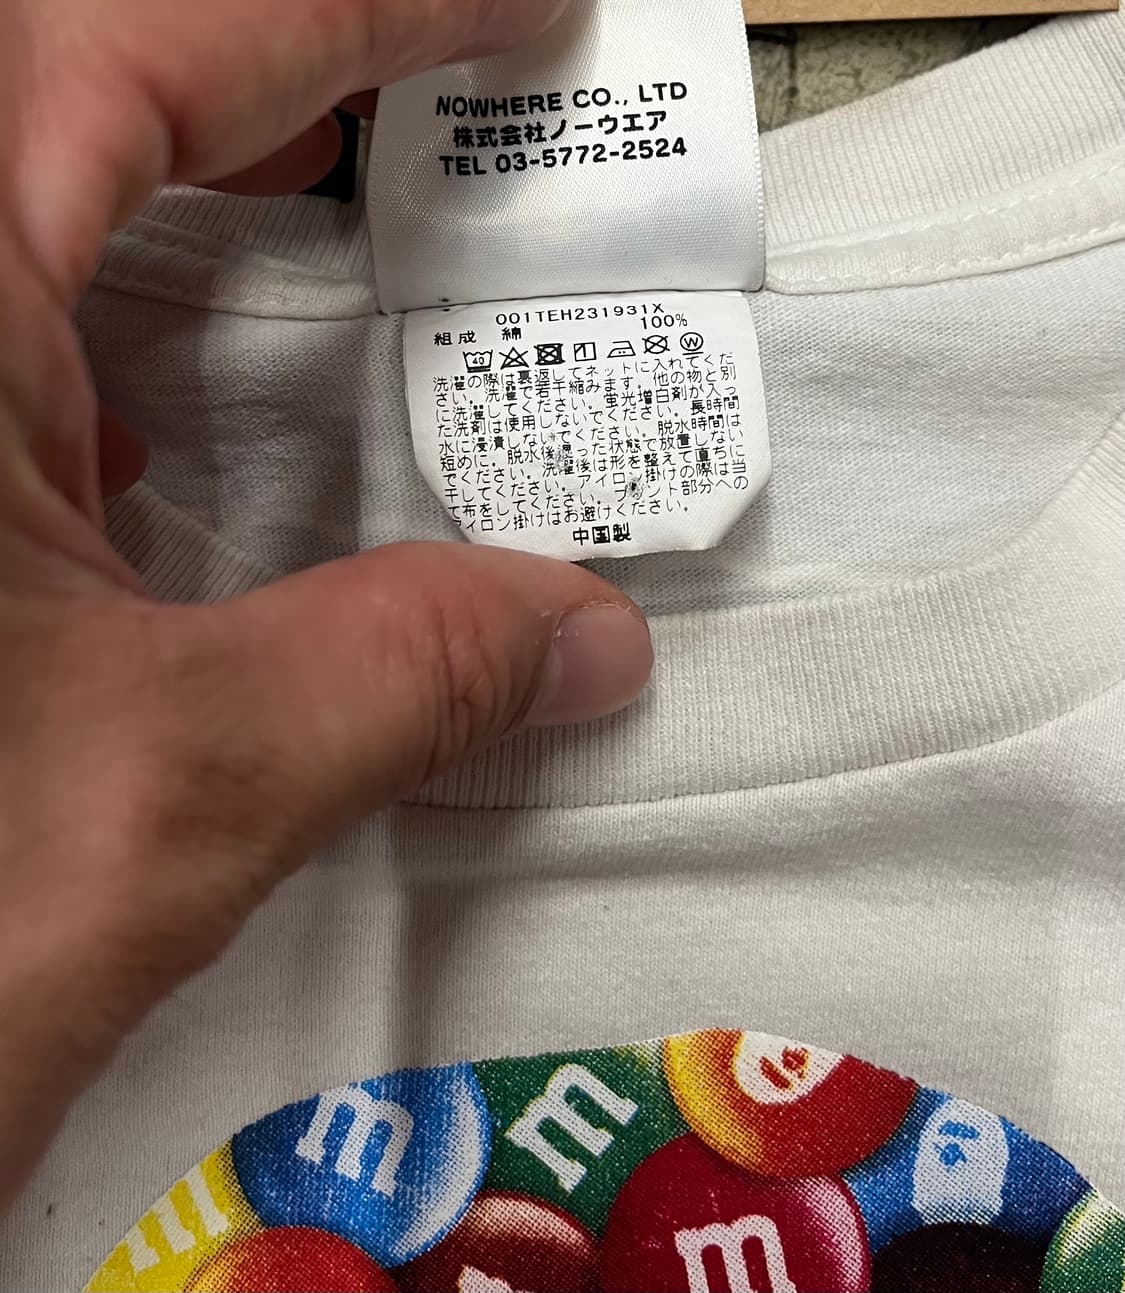 NOWHERE CO., LTD
株式会社ノーウエア
TEL 03-5772-2524
001TEH231931X
組成 綿 100%
40 1 W
洗濯の際は裏返してネットに入れてくだ
さい。洗濯で若干縮みます。他の物と別
に洗濯してください。蛍光増白剤が入っ
た洗剤は使用しないでください。長時間
水に浸漬しないでください。脱水時間は
短めに。脱水後湿った状態で放置しない
でください。洗濯後は形を整えて直ちに
干してください。アイロン掛けの際は当
て布をしてください。プリント部分への
アイロン掛けはお避けください。
中国製
m m
m m